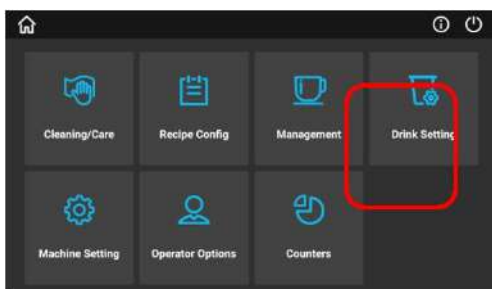 Cleaning/Care Recipe Config Management Drink Setting
Machine Setting Operator Options Counters